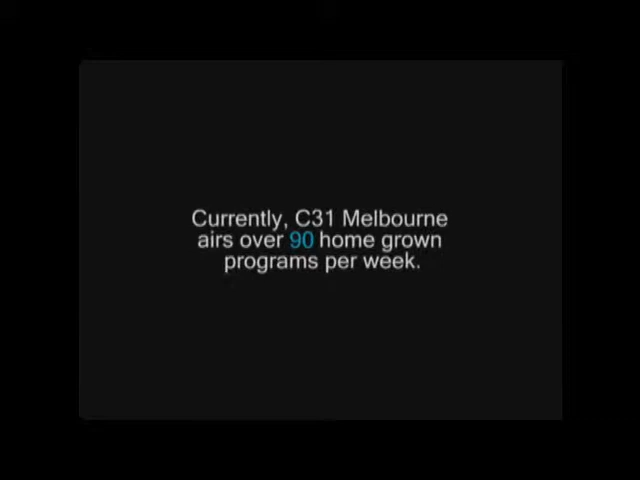 Currently, C31 Melbourne
airs over 90 home grown
programs per week.